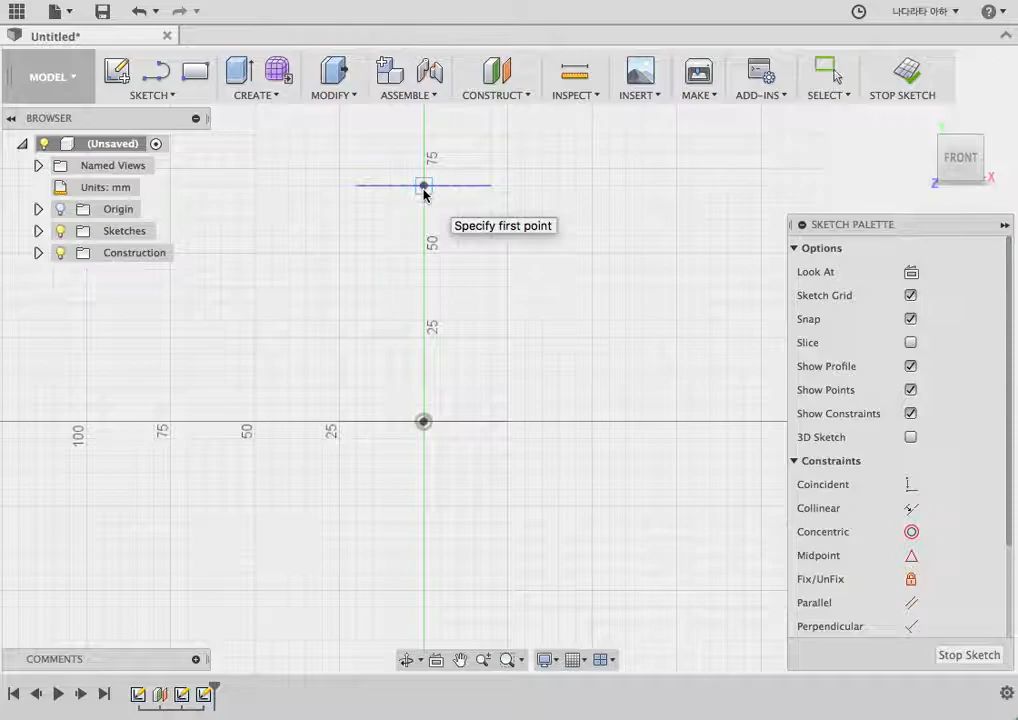 나다라타 아하
Untitled*
MODEL
SKETCH
CREATE
MODIFY
ASSEMBLE
CONSTRUCT
INSPECT
INSERT
MAKE
ADD-INS
SELECT
STOP SKETCH
BROWSER
(Unsaved)
Named Views
Units: mm
Origin
Sketches
Construction
75
50
25
100
75
50
25
Specify first point
FRONT
X
Z
SKETCH PALETTE
Options
Look At
Sketch Grid
Snap
Slice
Show Profile
Show Points
Show Constraints
3D Sketch
Constraints
Coincident
Collinear
Concentric
Midpoint
Fix/UnFix
Parallel
Perpendicular
Stop Sketch
COMMENTS